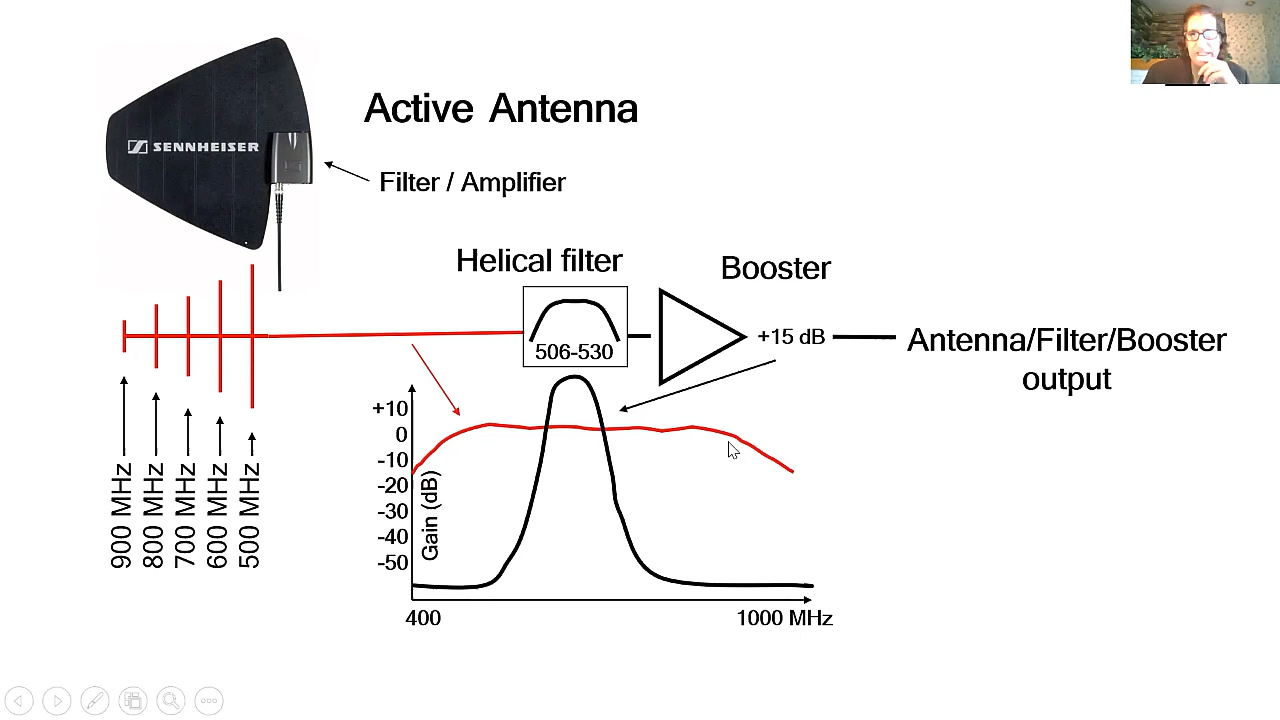 Active Antenna
SENNHEISER
Filter / Amplifier
Helical filter
Booster
506-530
+15 dB
Antenna/Filter/Booster
output
+10
0
-10
-20
-30
-40
-50
Gain (dB)
400
1000 MHz
900 MHz
800 MHz
700 MHz
600 MHz
500 MHz